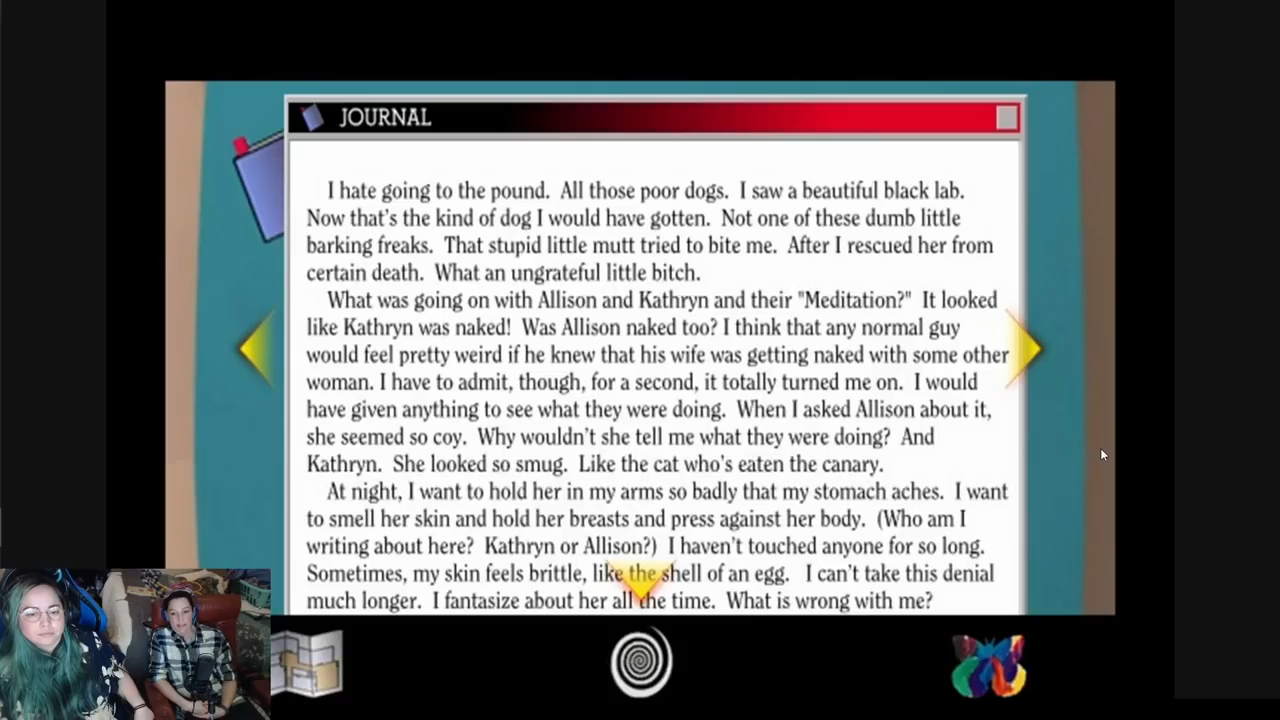 JOURNAL
I hate going to the pound. All those poor dogs. I saw a beautiful black lab.
Now that's the kind of dog I would have gotten. Not one of these dumb little
barking freaks. That stupid little mutt tried to bite me. After I rescued her from
certain death. What an ungrateful little bitch.
What was going on with Allison and Kathryn and their "Meditation?" It looked
like Kathryn was naked! Was Allison naked too? I think that any normal guy
would feel pretty weird if he knew that his wife was getting naked with some other
woman. I have to admit, though, for a second, it totally turned me on. I would
have given anything to see what they were doing. When I asked Allison about it,
she seemed so coy. Why wouldn't she tell me what they were doing? And
Kathryn. She looked so smug. Like the cat who's eaten the canary.
At night, I want to hold her in my arms so badly that my stomach aches. I want
to smell her skin and hold her breasts and press against her body. (Who am I
writing about here? Kathryn or Allison?) I haven't touched anyone for so long.
Sometimes, my skin feels brittle, like the shell of an egg. I can't take this denial
much longer. I fantasize about her all the time. What is wrong with me?